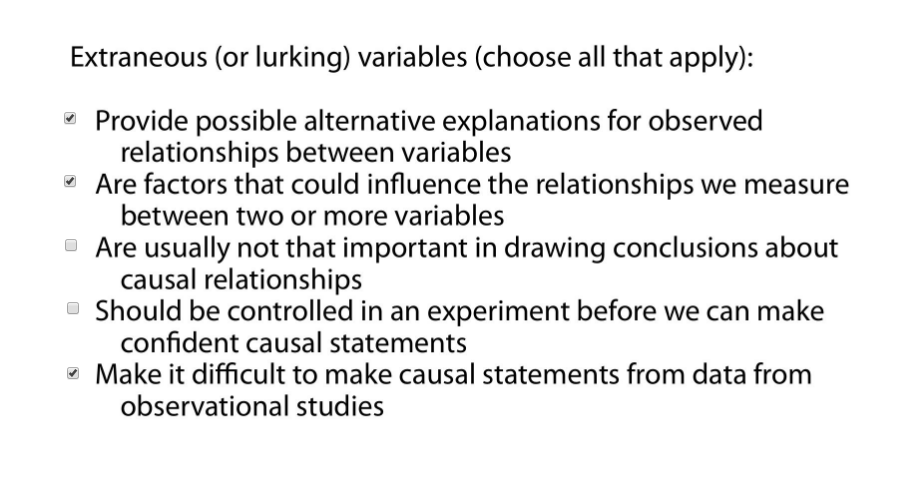 Extraneous (or lurking) variables (choose all that apply):
Provide possible alternative explanations for observed
relationships between variables
Are factors that could influence the relationships we measure
between two or more variables
Are usually not that important in drawing conclusions about
causal relationships
Should be controlled in an experiment before we can make
confident causal statements
Make it difficult to make causal statements from data from
observational studies